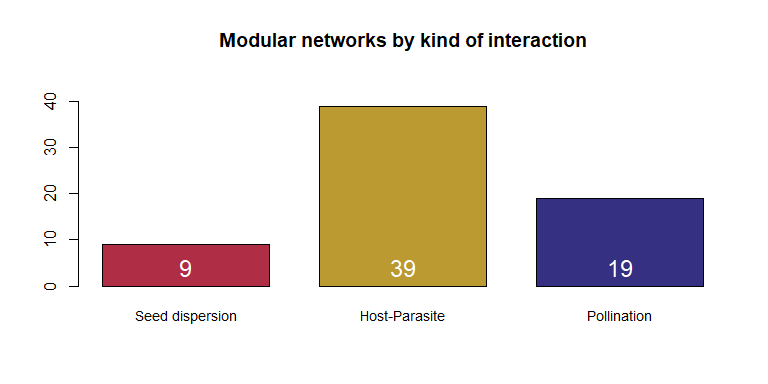 Modular networks by kind of interaction
40
30
20
10
0
9
39
19
Seed dispersion
Host-Parasite
Pollination